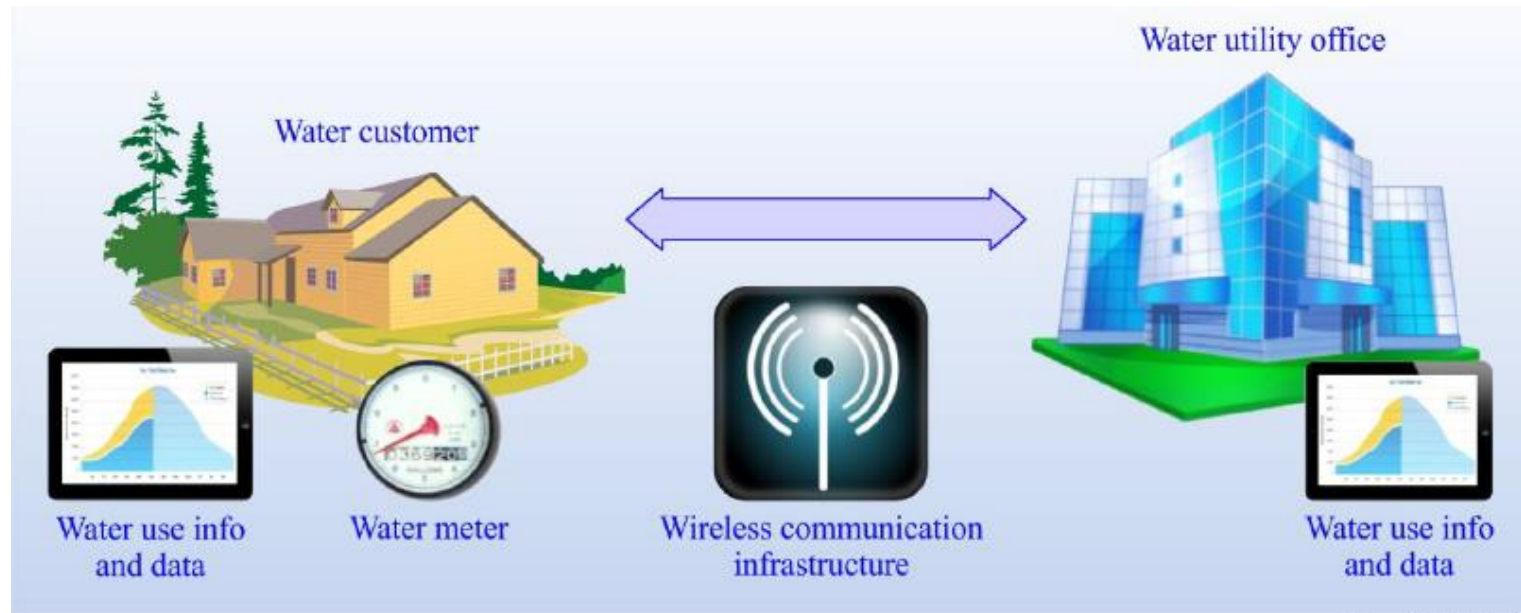 Water utility office
Water customer
Water use info
and data
Water meter
Wireless communication
infrastructure
Water use info
and data
GALLONS